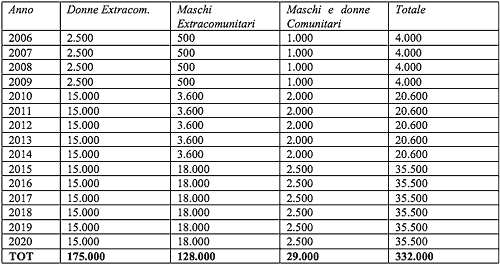 Anno Donne Extracom. Maschi Extracomunitari Maschi e donne Comunitari Totale
2006 2.500 500 1.000 4.000
2007 2.500 500 1.000 4.000
2008 2.500 500 1.000 4.000
2009 2.500 500 1.000 4.000
2010 15.000 3.600 2.000 20.600
2011 15.000 3.600 2.000 20.600
2012 15.000 3.600 2.000 20.600
2013 15.000 3.600 2.000 20.600
2014 15.000 3.600 2.000 20.600
2015 15.000 18.000 2.500 35.500
2016 15.000 18.000 2.500 35.500
2017 15.000 18.000 2.500 35.500
2018 15.000 18.000 2.500 35.500
2019 15.000 18.000 2.500 35.500
2020 15.000 18.000 2.500 35.500
TOT 175.000 128.000 29.000 332.000